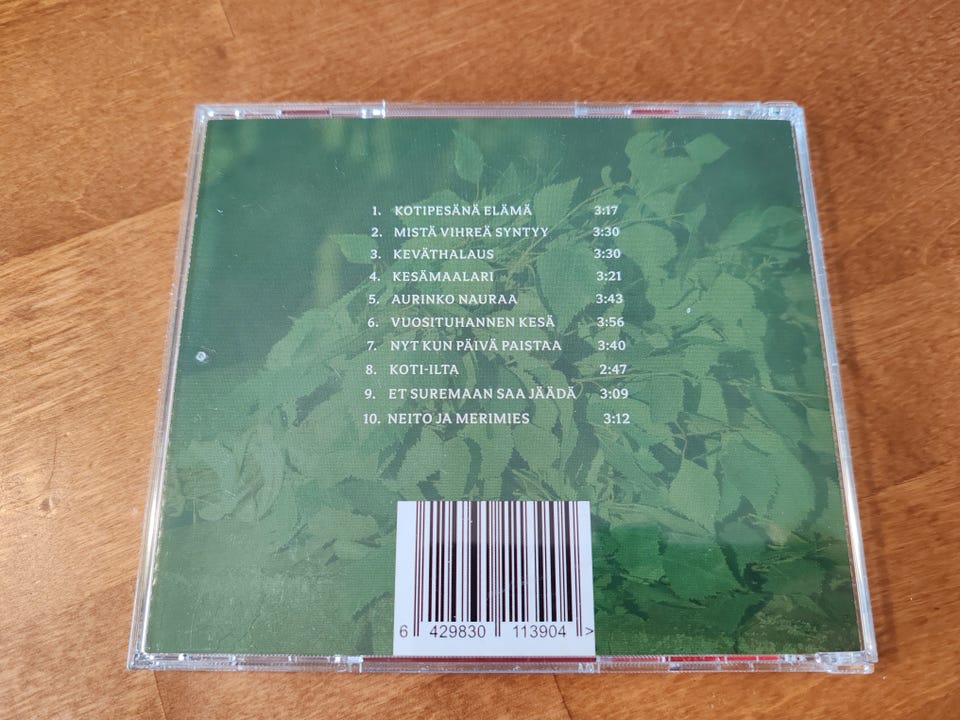 1. KOTIPESÄNÄ ELÄMÄ 3:17
2. MISTÄ VIHREÄ SYNTYY 3:30
3. KEVÄTHALAUS 3:30
4. KESÄMAALARI 3:21
5. AURINKO NAURAA 3:43
6. VUOSITUHANNEN KESÄ 3:56
7. NYT KUN PÄIVÄ PAISTAA 3:40
8. KOTI-ILTA 2:47
9. ET SUREMAAN SAA JÄÄDÄ 3:09
10. NEITO JA MERIMIES 3:12
6 429830 113904 >